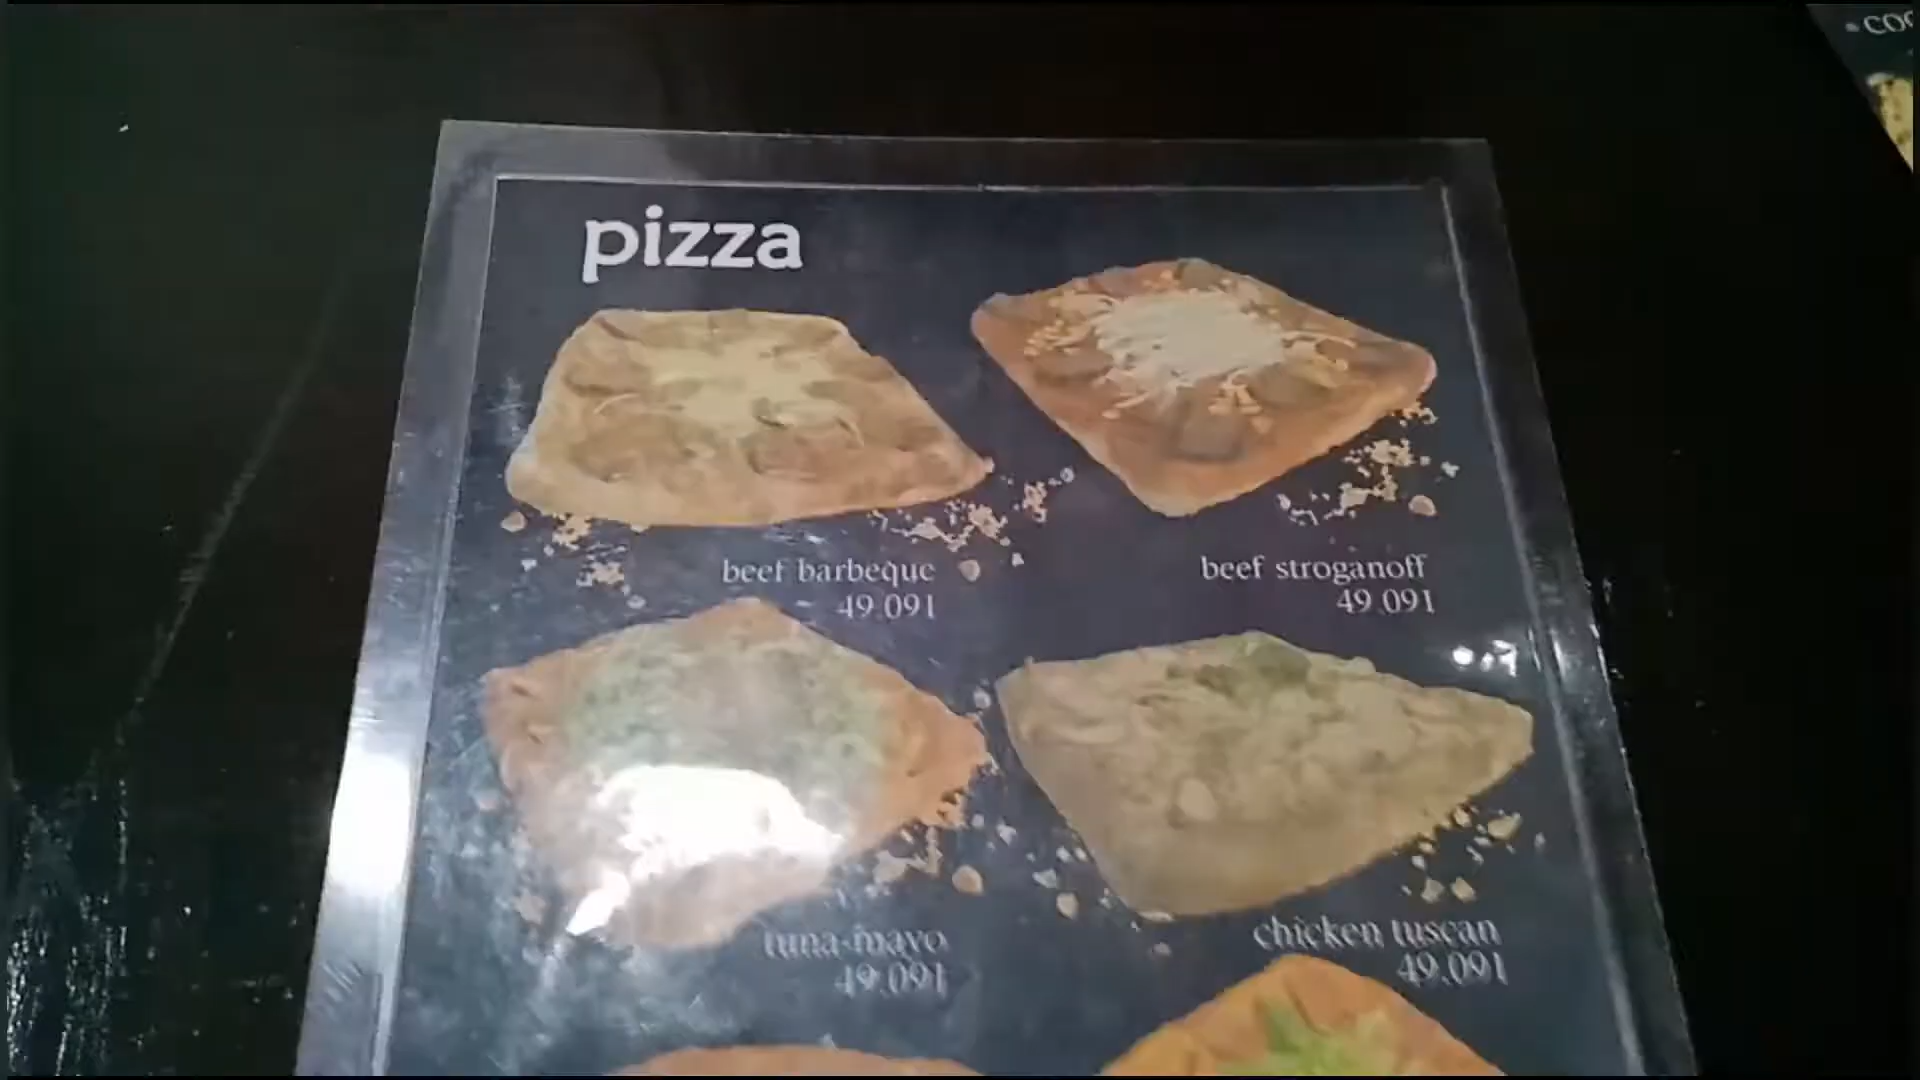 pizza
beef barbeque
49.091
beef stroganoff
49.091
tuna-mayo
49.091
chicken tuscan
49.091